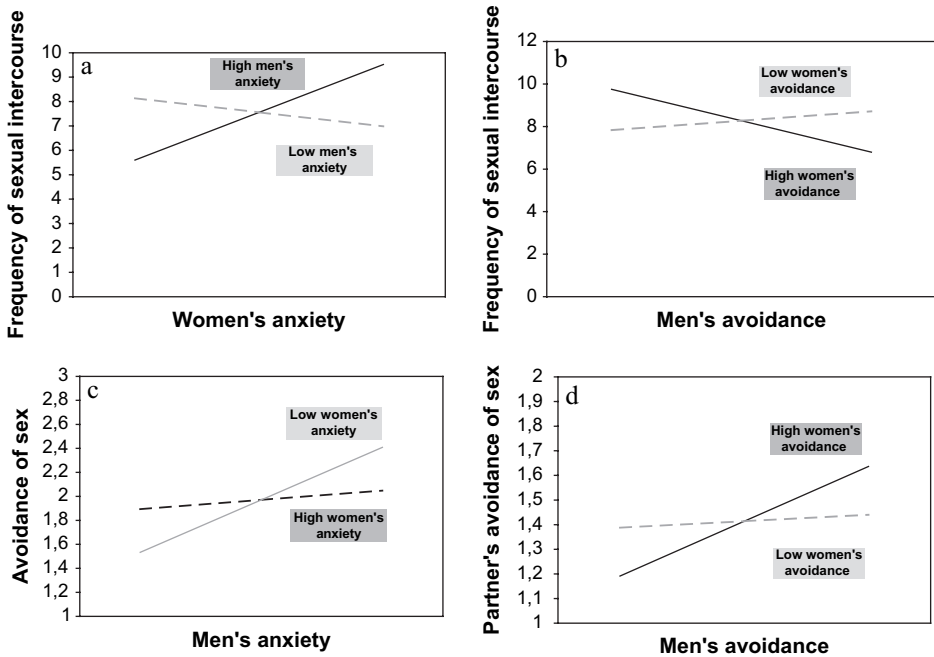 a
Frequency of sexual intercourse
10
9
8
7
6
5
4
3
2
1
0
High men's
anxiety
Low men's
anxiety
Women's anxiety
b
Frequency of sexual intercourse
12
10
8
6
4
2
0
Low women's
avoidance
High women's
avoidance
Men's avoidance
c
Avoidance of sex
3
2,8
2,6
2,4
2,2
2
1,8
1,6
1,4
1,2
1
Low women's
anxiety
High women's
anxiety
Men's anxiety
d
Partner's avoidance of sex
2
1,9
1,8
1,7
1,6
1,5
1,4
1,3
1,2
1,1
1
High women's
avoidance
Low women's
avoidance
Men's avoidance